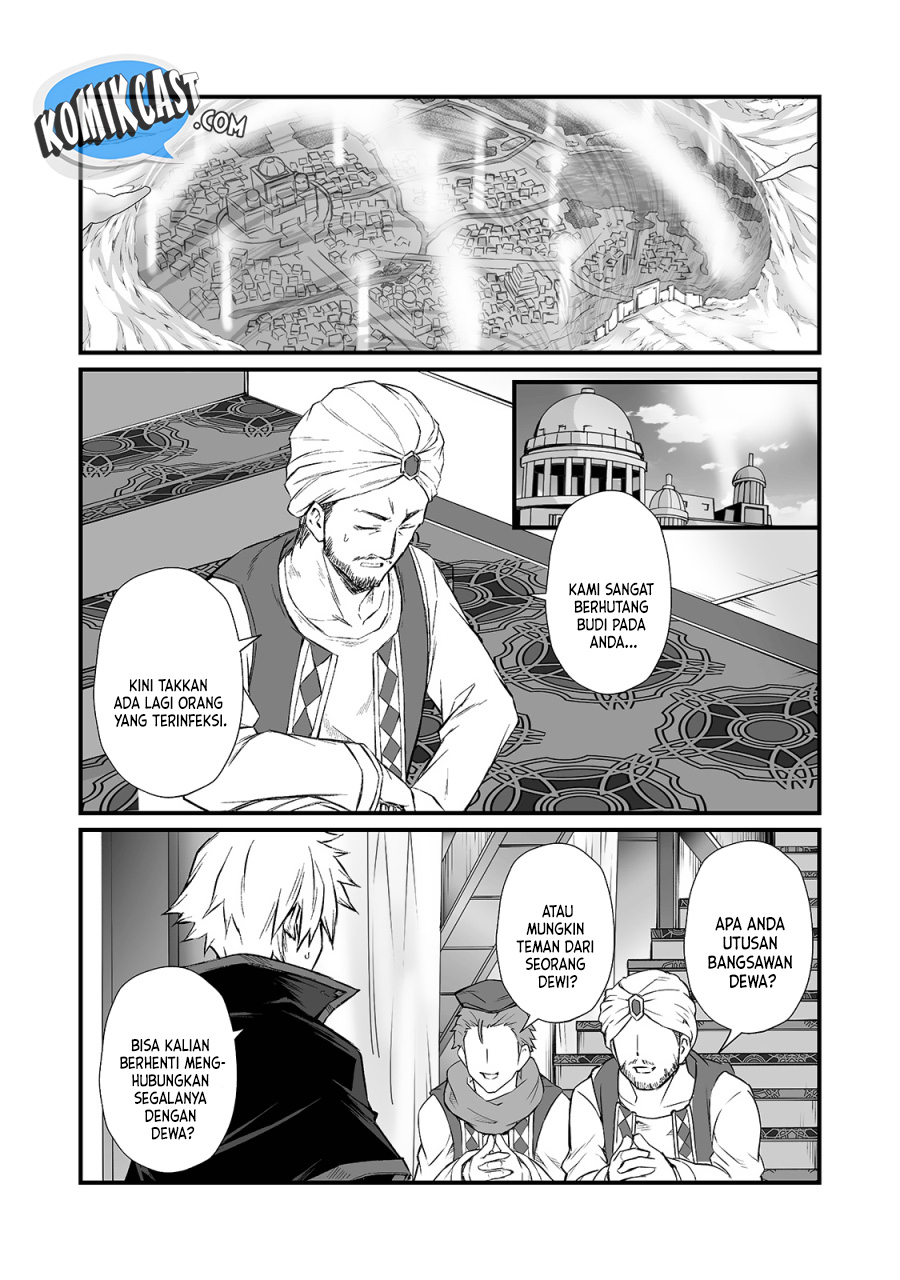 KOMIKCAST
.COM
KAMI SANGAT
BERHUTANG
BUDI PADA
ANDA...
KINI TAKKAN
ADA LAGI ORANG
YANG TERINFEKSI.
APA ANDA
UTUSAN
BANGSAWAN
DEWA?
ATAU
MUNGKIN
TEMAN DARI
SEORANG
DEWI?
BISA KALIAN
BERHENTI MENG-
HUBUNGKAN
SEGALANYA
DENGAN
DEWA?